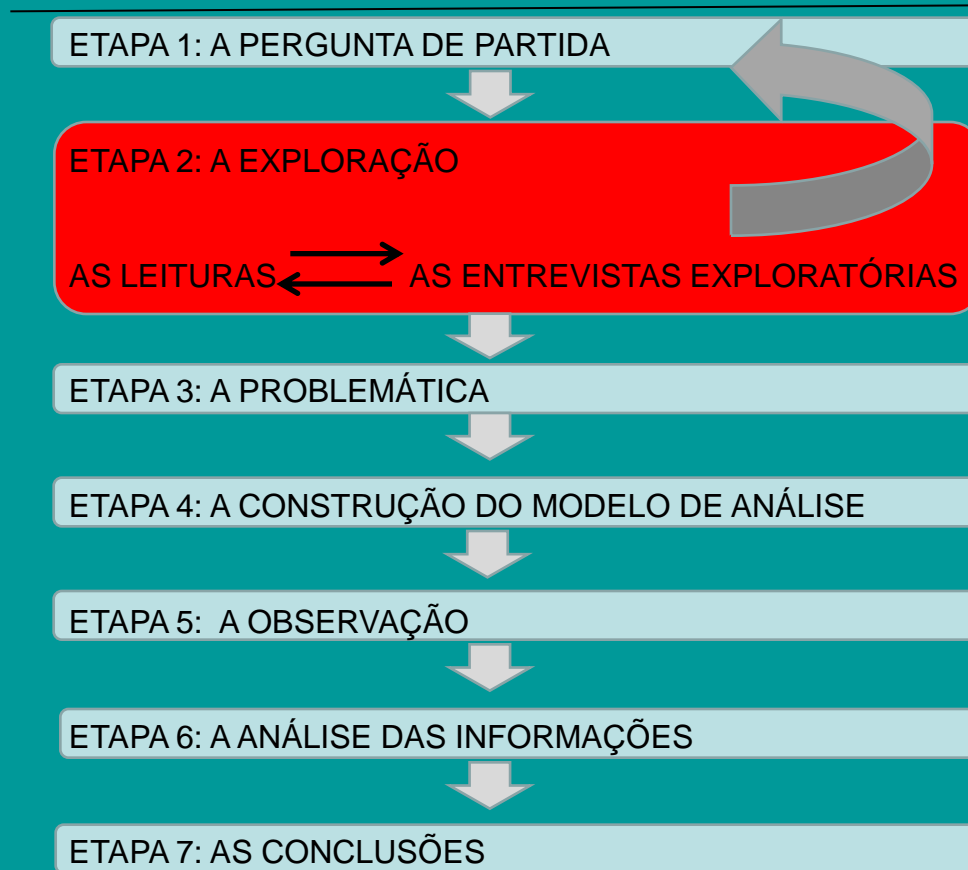 ETAPA 1: A PERGUNTA DE PARTIDA
ETAPA 2: A EXPLORAÇÃO
AS LEITURAS AS ENTREVISTAS EXPLORATÓRIAS
ETAPA 3: A PROBLEMÁTICA
ETAPA 4: A CONSTRUÇÃO DO MODELO DE ANÁLISE
ETAPA 5: A OBSERVAÇÃO
ETAPA 6: A ANÁLISE DAS INFORMAÇÕES
ETAPA 7: AS CONCLUSÕES